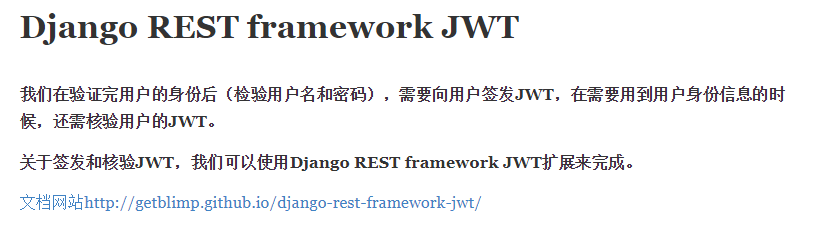 Django REST framework JWT
我们在验证完用户的身份后（检验用户名和密码），需要向用户签发JWT，在需要用到用户身份信息的时
候，还需核验用户的JWT。
关于签发和核验JWT，我们可以使用Django REST framework JWT扩展来完成。
文档网站http://getblimp.github.io/django-rest-framework-jwt/